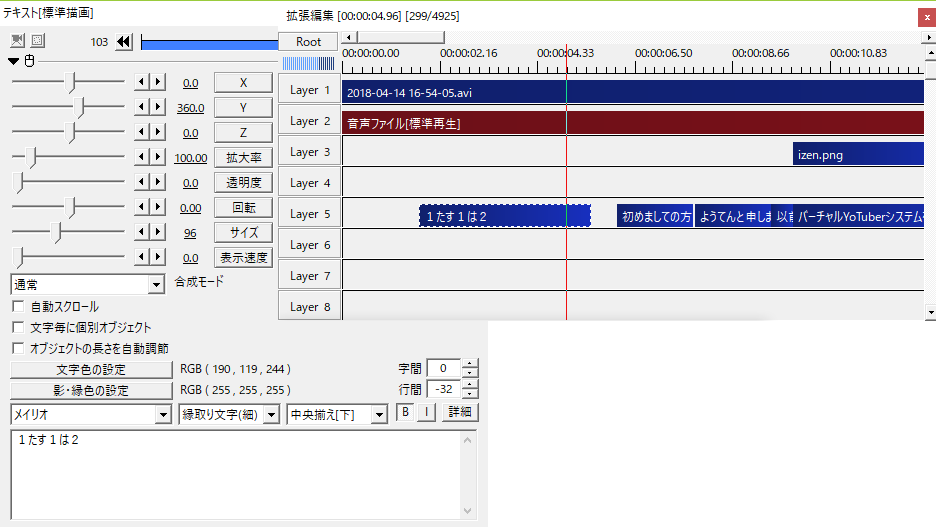 テキスト[標準描画]
拡張編集 [00:00:04.96] [299/4925]
103
Root
00:00:00.00 00:00:02.16 00:00:04.33 00:00:06.50 00:00:08.66 00:00:10.83
0.0 X
360.0 Y
0.0 Z
100.00 拡大率
0.0 透明度
0.00 回転
96 サイズ
0.0 表示速度
通常 合成モード
自動スクロール
文字毎に個別オブジェクト
オブジェクトの長さを自動調節
文字色の設定 RGB ( 190 , 119 , 244 ) 字間 0
影・縁色の設定 RGB ( 255 , 255 , 255 ) 行間 -32
メイリオ 縁取り文字(細) 中央揃え[下] B I 詳細
１たす１は２
Layer 1 2018-04-14 16-54-05.avi
Layer 2 音声ファイル[標準再生]
Layer 3 izen.png
Layer 4
Layer 5 １たす１は２ 初めましての方 ようてんと申しま 以 バーチャルYoTuberシステム
Layer 6
Layer 7
Layer 8